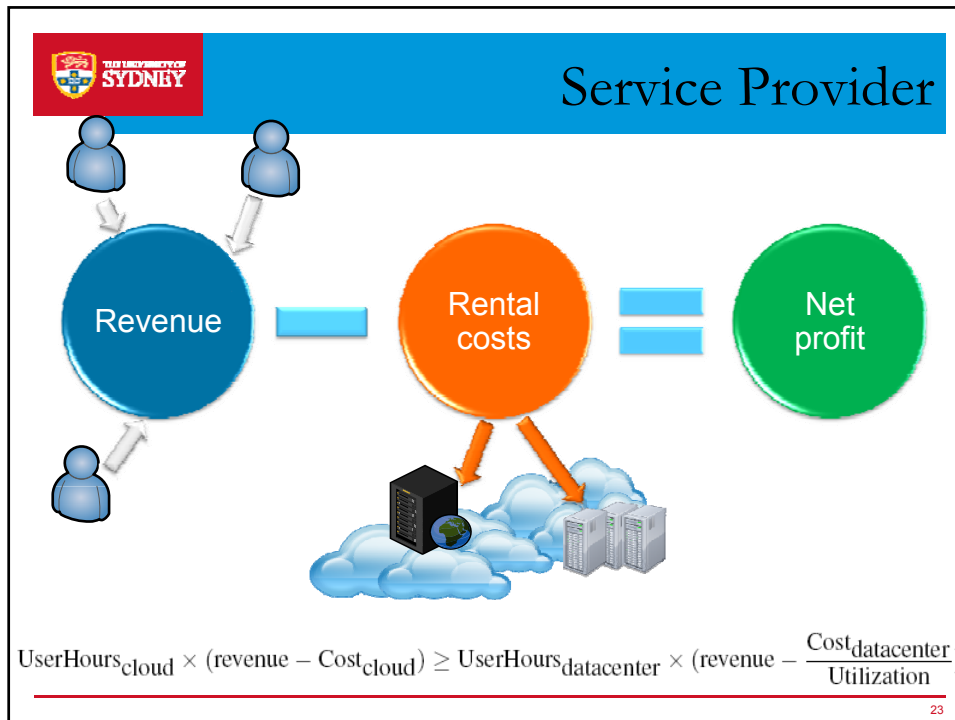 THE UNIVERSITY OF
SYDNEY
Service Provider
Revenue
Rental
costs
Net
profit
UserHours_cloud × (revenue − Cost_cloud) ≥ UserHours_datacenter × (revenue − Cost_datacenter / Utilization
23